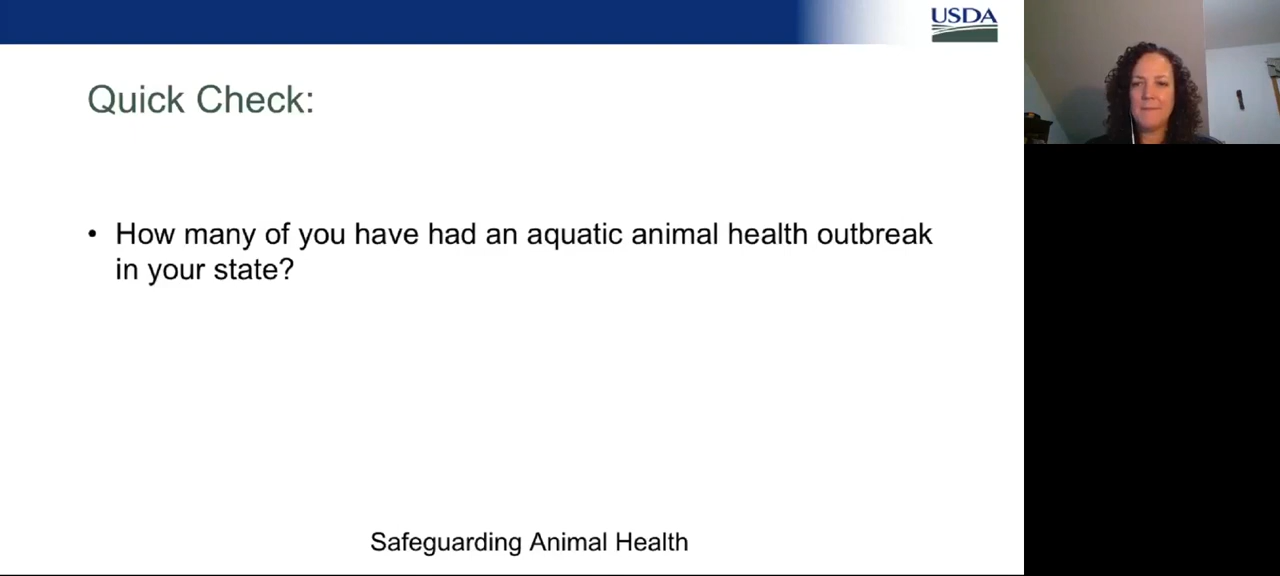 USDA
Quick Check:
• How many of you have had an aquatic animal health outbreak
in your state?
Safeguarding Animal Health